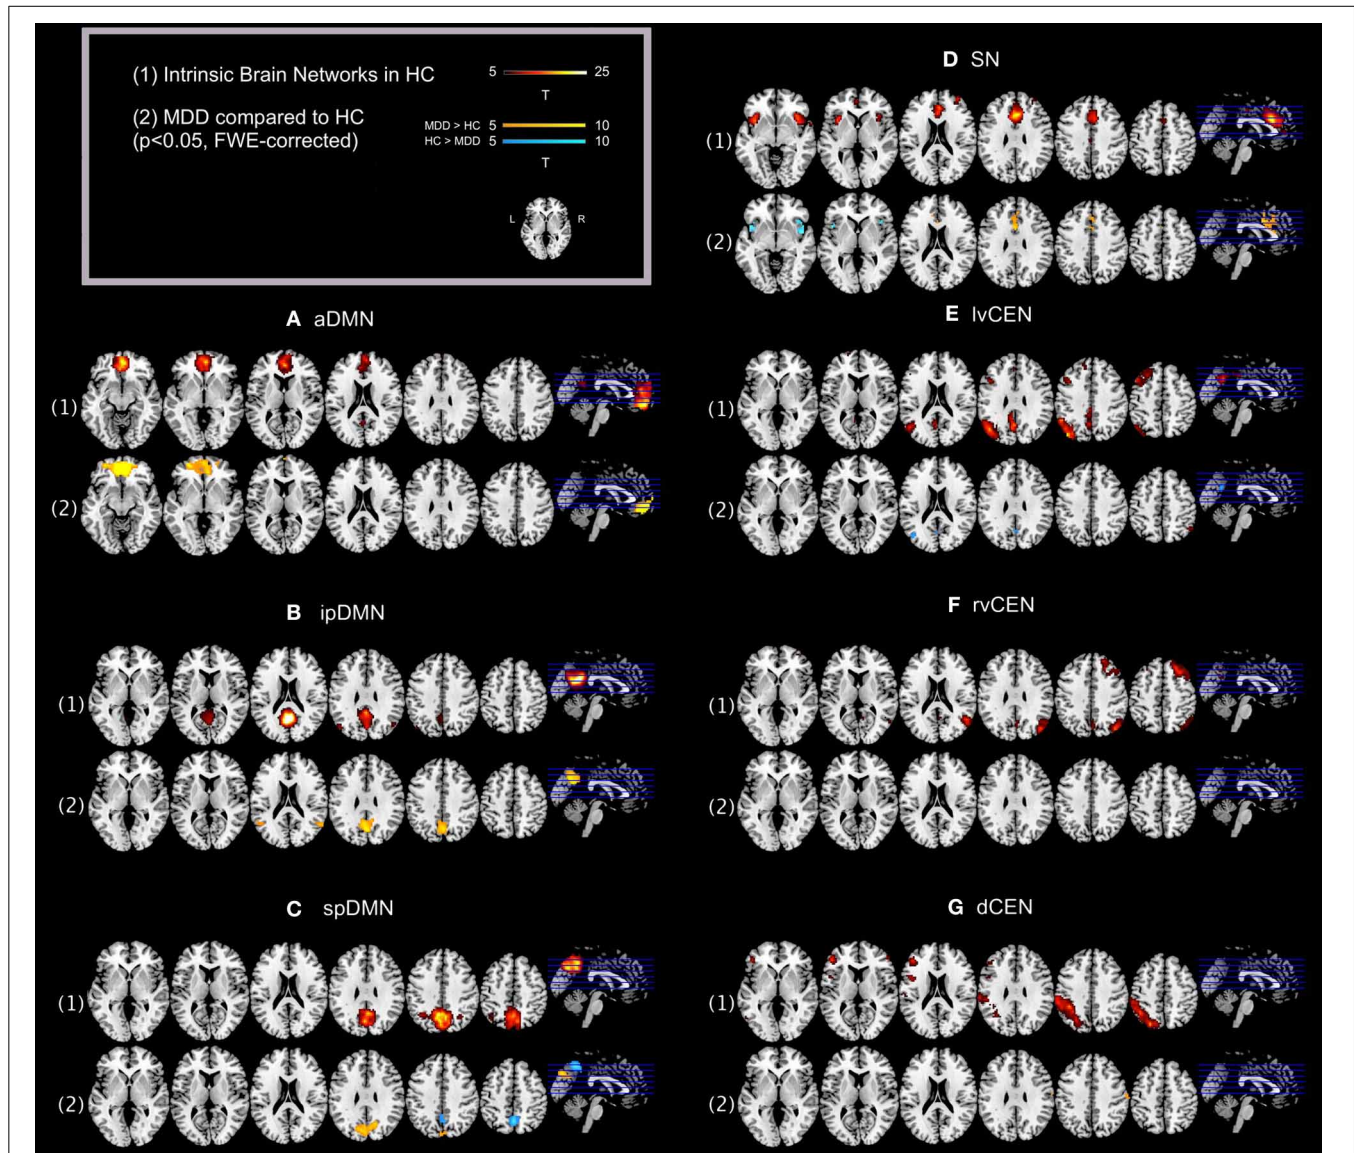 (1) Intrinsic Brain Networks in HC 5 25
T
(2) MDD compared to HC
(p<0.05, FWE-corrected)
MDD > HC 5 10
HC > MDD 5 10
T
L R
A aDMN
(1)
(2)
B ipDMN
(1)
(2)
C spDMN
(1)
(2)
D SN
(1)
(2)
E lvCEN
(1)
(2)
F rvCEN
(1)
(2)
G dCEN
(1)
(2)